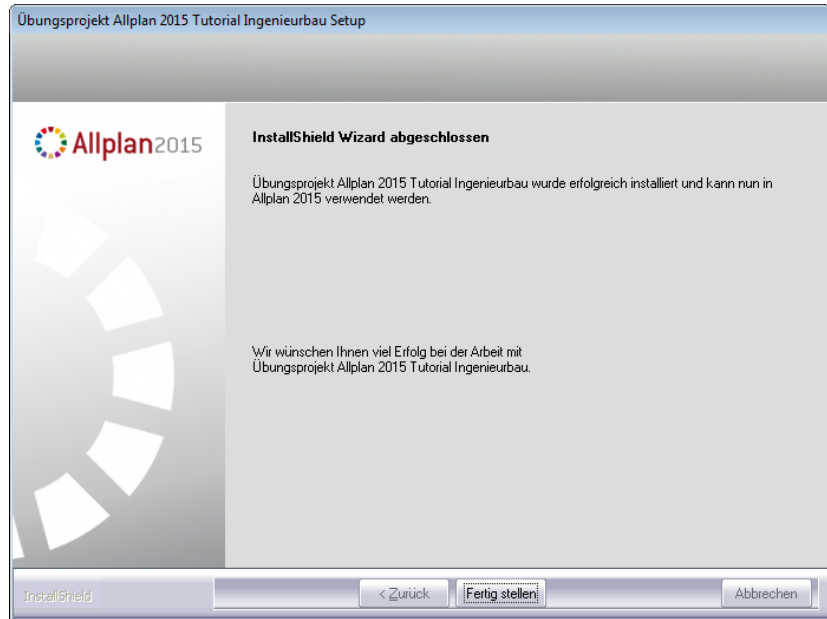 Übungsprojekt Allplan 2015 Tutorial Ingenieurbau Setup
Allplan2015
InstallShield Wizard abgeschlossen
Übungsprojekt Allplan 2015 Tutorial Ingenieurbau wurde erfolgreich installiert und kann nun in
Allplan 2015 verwendet werden.
Wir wünschen Ihnen viel Erfolg bei der Arbeit mit
Übungsprojekt Allplan 2015 Tutorial Ingenieurbau.
InstallShield
< Zurück
Fertig stellen
Abbrechen